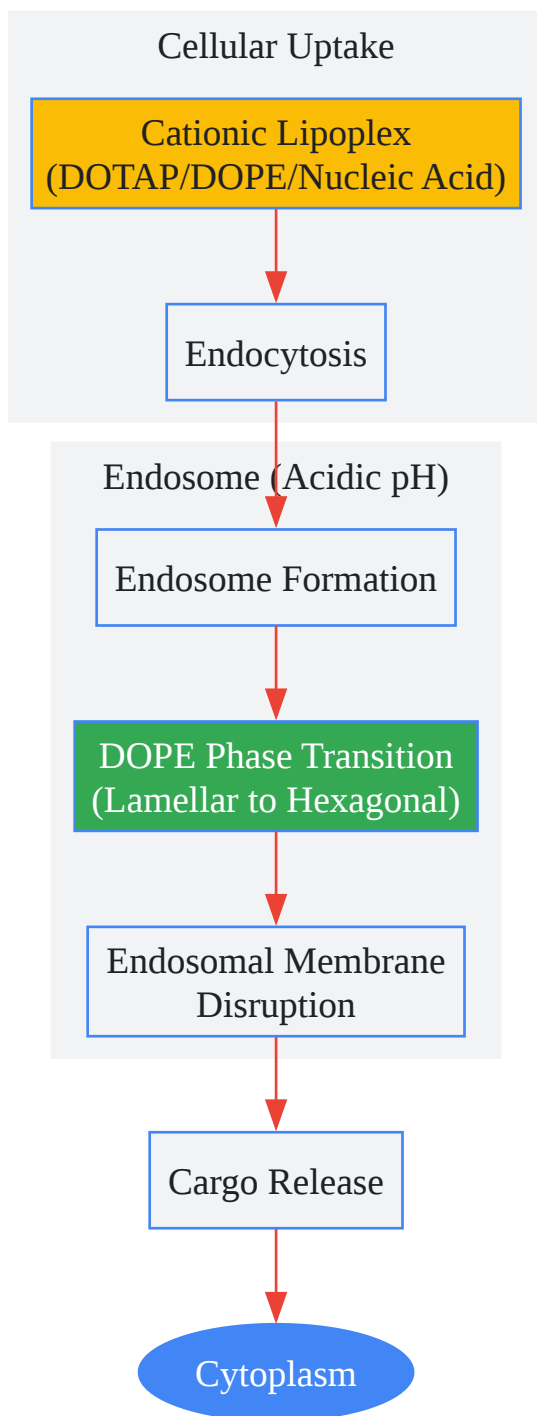 Cellular Uptake
Cationic Lipoplex
(DOTAP/DOPE/Nucleic Acid)
Endocytosis
Endosome (Acidic pH)
Endosome Formation
DOPE Phase Transition
(Lamellar to Hexagonal)
Endosomal Membrane
Disruption
Cargo Release
Cytoplasm